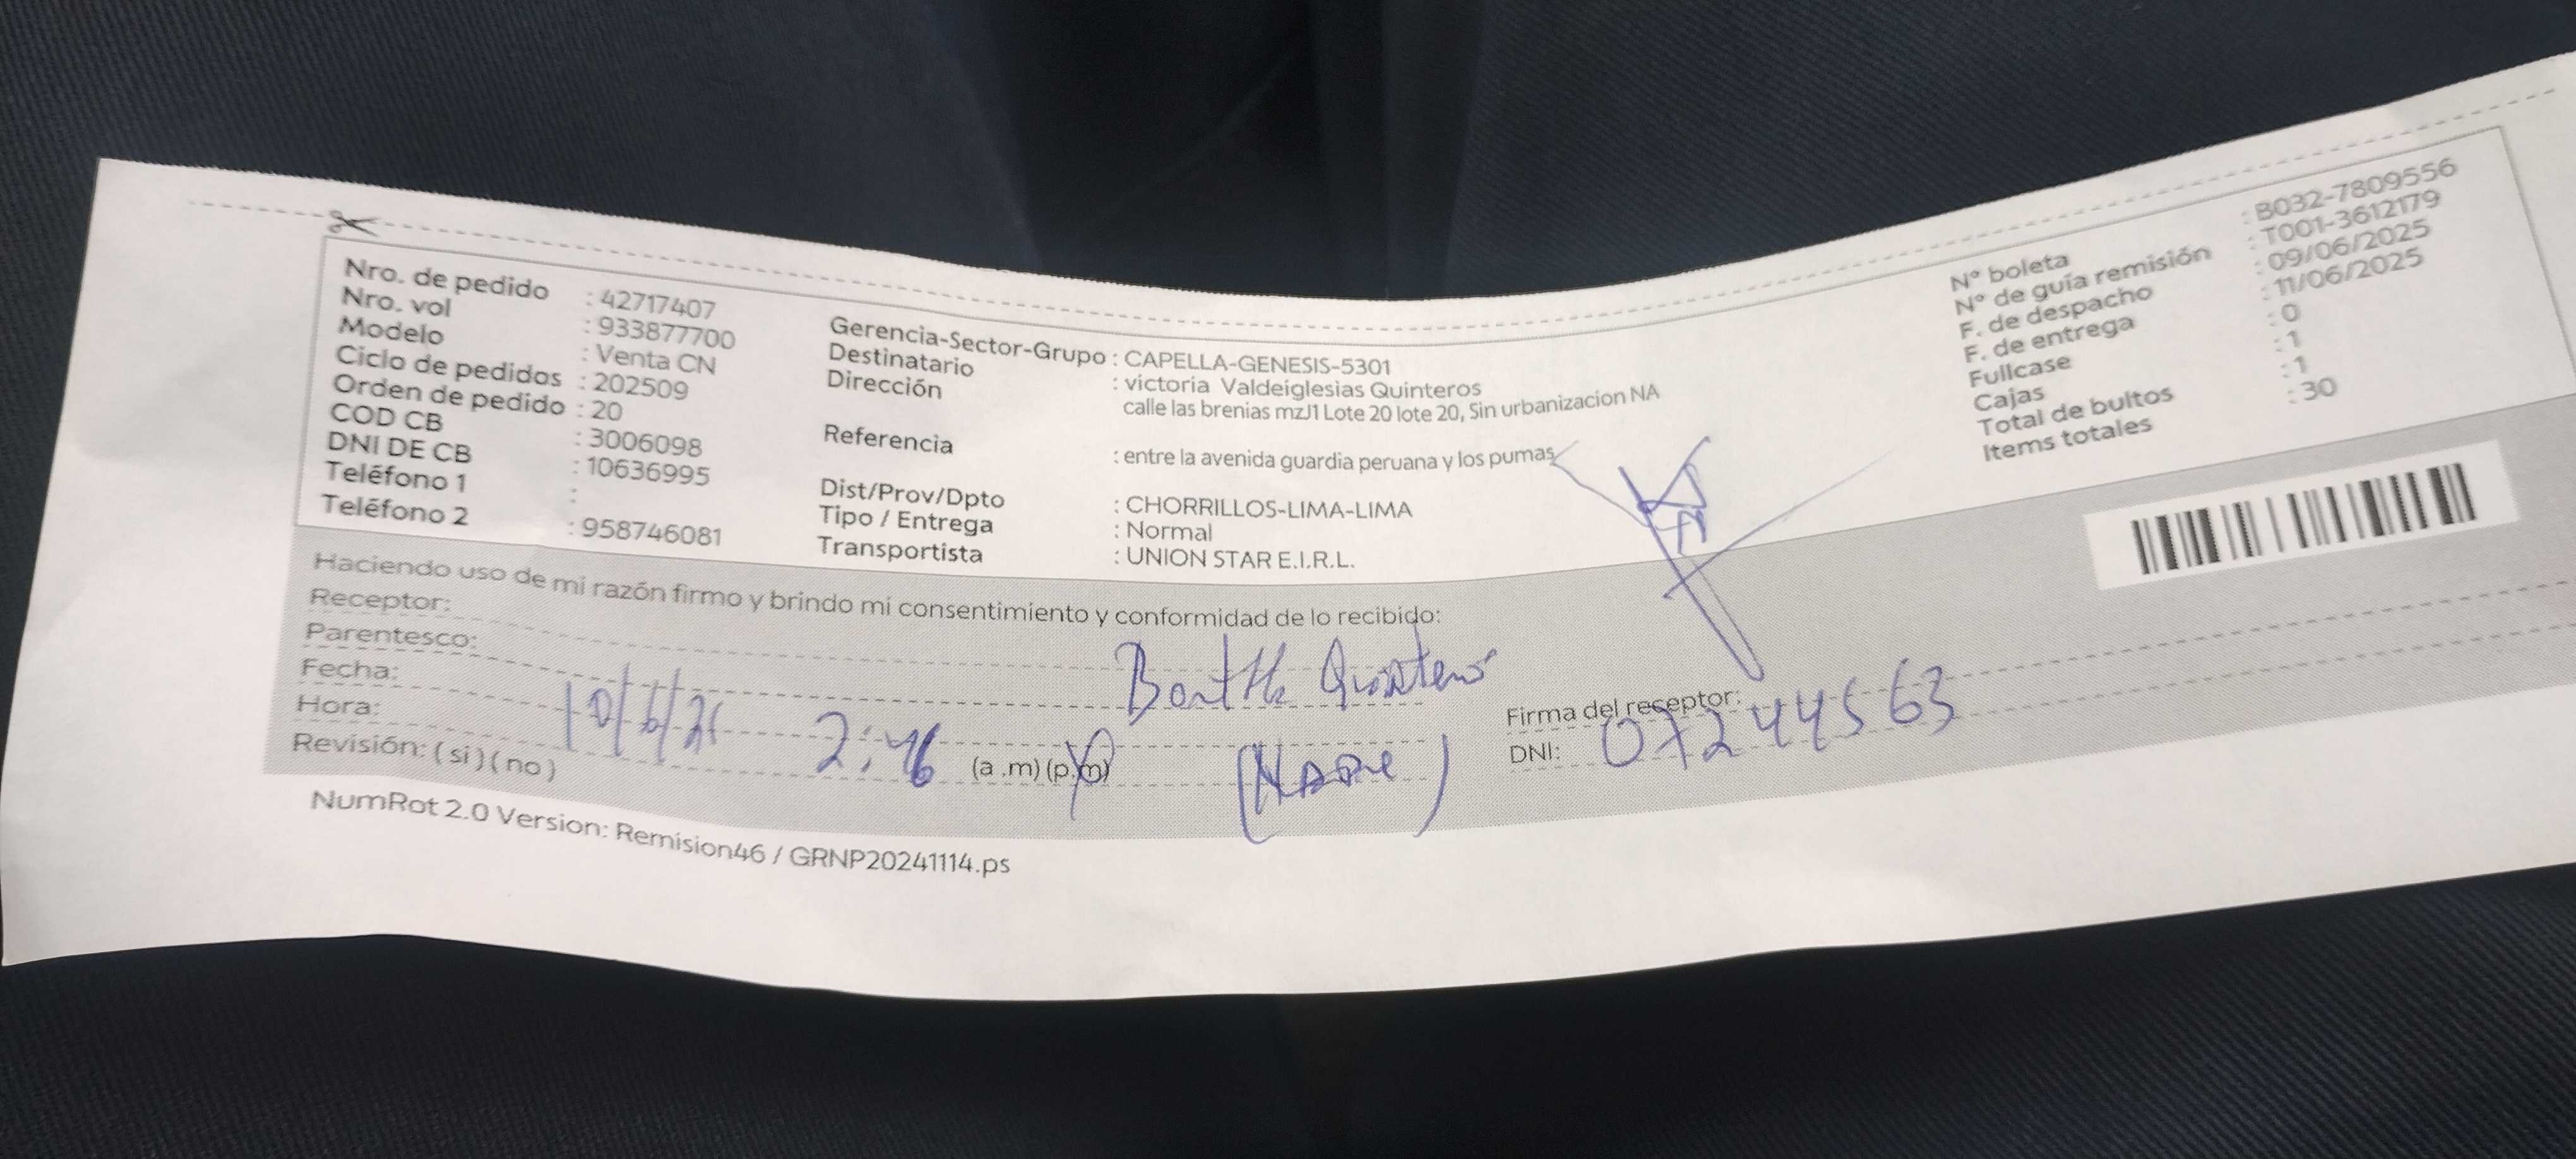 Nro. de pedido : 42717407
Nro. vol : 933877700
Modelo : Venta CN
Ciclo de pedidos : 202509
Orden de pedido : 20
COD CB : 3006098
DNI DE CB : 10636995
Teléfono 1 :
Teléfono 2 : 958746081
Gerencia-Sector-Grupo : CAPELLA-GENESIS-5301
Destinatario : victoria Valdeiglesias Quinteros
Dirección calle las brenias mzJ1 Lote 20 lote 20, Sin urbanizacion NA
Referencia : entre la avenida guardia peruana y los pumas
Dist/Prov/Dpto : CHORRILLOS-LIMA-LIMA
Tipo / Entrega : Normal
Transportista : UNION STAR E.I.R.L.
N° boleta : B032-7809556
N° de guía remisión : T001-3612179
F. de despacho : 09/06/2025
F. de entrega : 11/06/2025
Fullcase : 0
Cajas : 1
Total de bultos : 1
Items totales : 30
Haciendo uso de mi razón firmo y brindo mi consentimiento y conformidad de lo recibido:
Receptor: Quinteros
Parentesco:
Fecha:
Hora: 2:46 (a .m) (p.m)
Revisión: ( si ) ( no )
Firma del receptor:
DNI: 07244563
NumRot 2.0 Version: Remision46 / GRNP20241114.ps